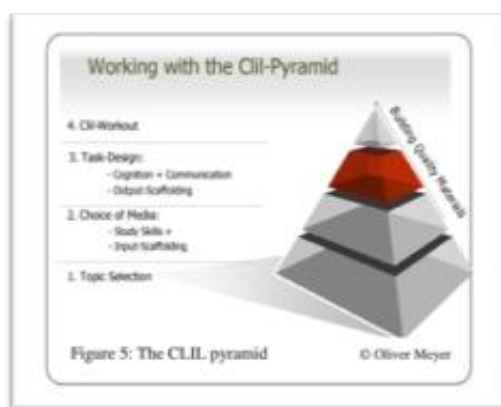 Working with the Clil-Pyramid
4. Clil-Workout
3. Task-Design:
- Cognition + Communication
- Output Scaffolding
2. Choice of Media:
- Study Skills +
- Input-Scaffolding
1. Topic Selection
Building Quality Materials
Figure 5: The CLIL pyramid
© Oliver Meyer